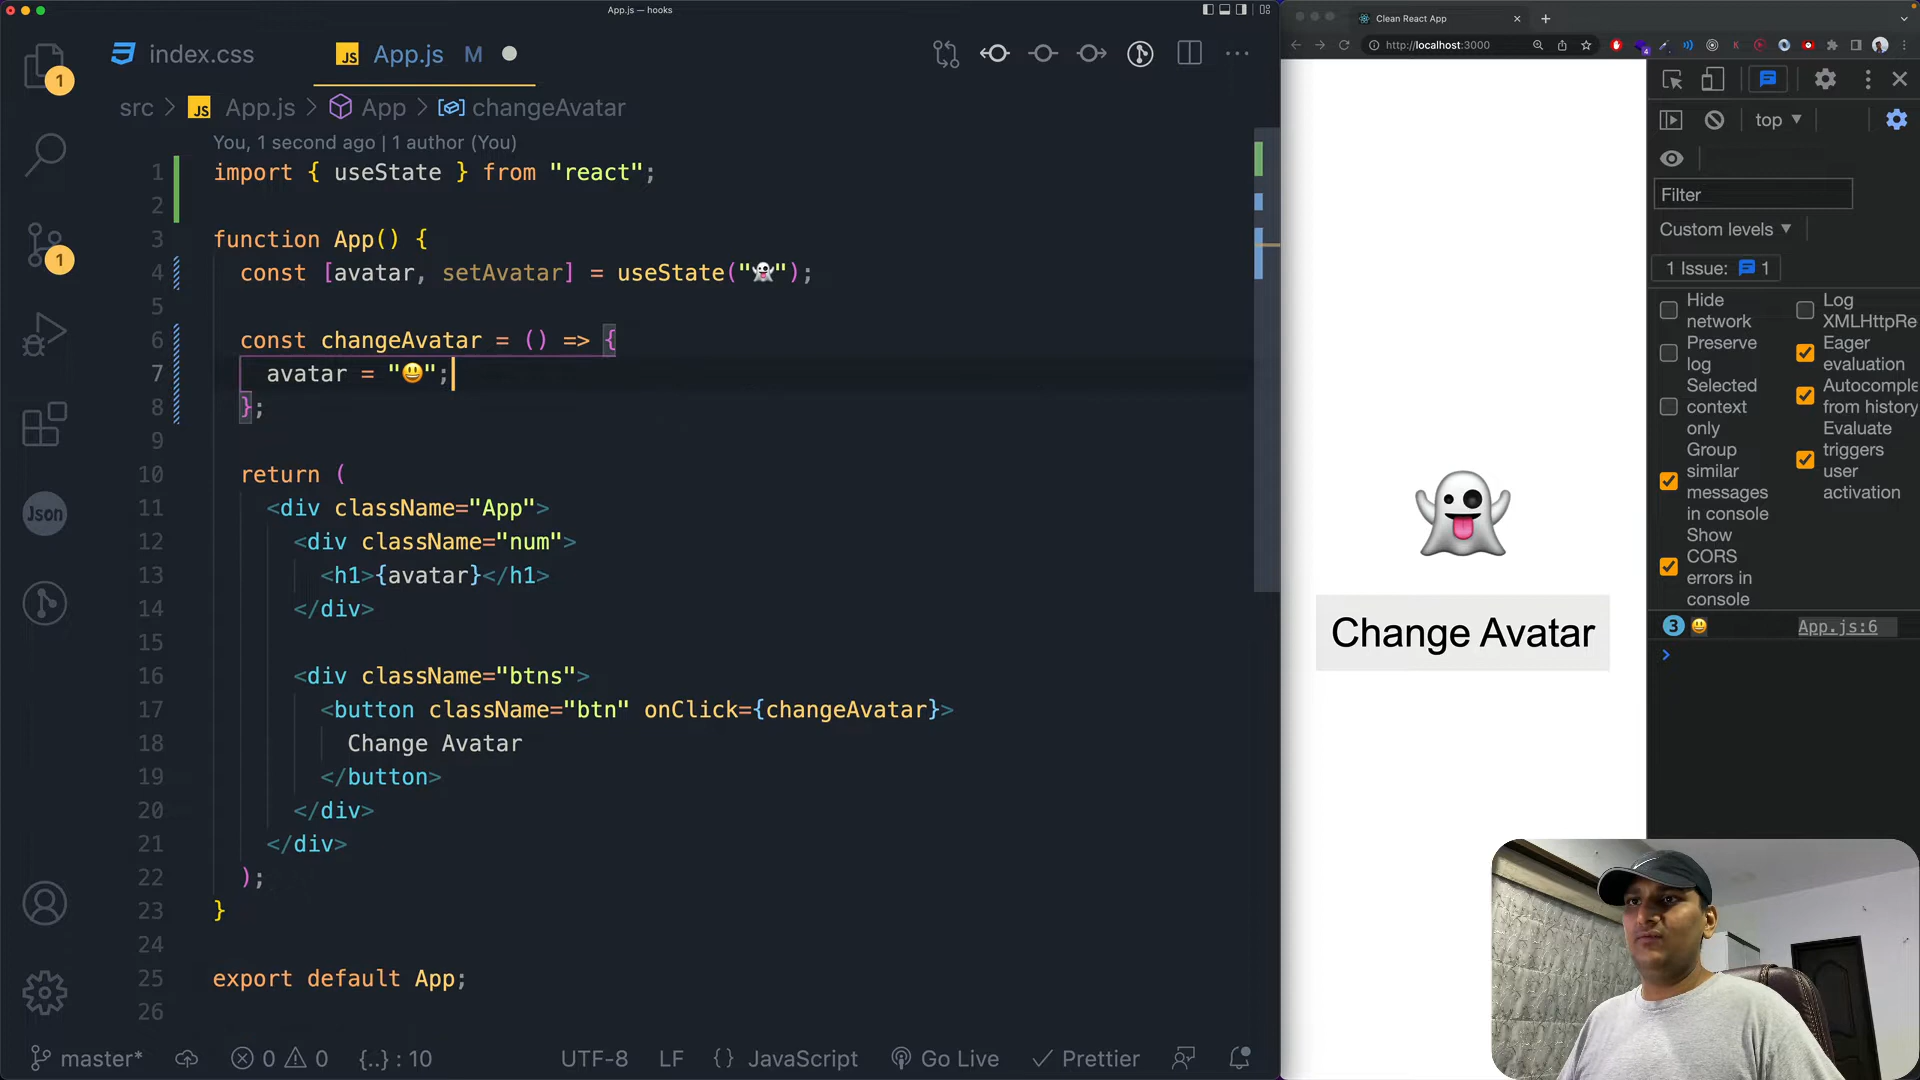 App.js — hooks
index.css
App.js M
src > App.js > App > changeAvatar
You, 1 second ago | 1 author (You)
1 import { useState } from "react";
2
3 function App() {
4 const [avatar, setAvatar] = useState("👻");
5
6 const changeAvatar = () => {
7 avatar = "😃";
8 };
9
10 return (
11 <div className="App">
12 <div className="num">
13 <h1>{avatar}</h1>
14 </div>
15
16 <div className="btns">
17 <button className="btn" onClick={changeAvatar}>
18 Change Avatar
19 </button>
20 </div>
21 </div>
22 );
23 }
24
25 export default App;
26
1
1
Json
master*
0
0
{..} : 10
UTF-8
LF
{} JavaScript
Go Live
Prettier
Clean React App
http://localhost:3000
4
👻
Change Avatar
top
Filter
Custom levels
1 Issue: 1
Hide network
Log XMLHttpRe
Preserve log
Eager evaluation
Selected context only
Autocomple from history
Group similar messages in console
Evaluate triggers user activation
Show CORS errors in console
3 😃 App.js:6
>